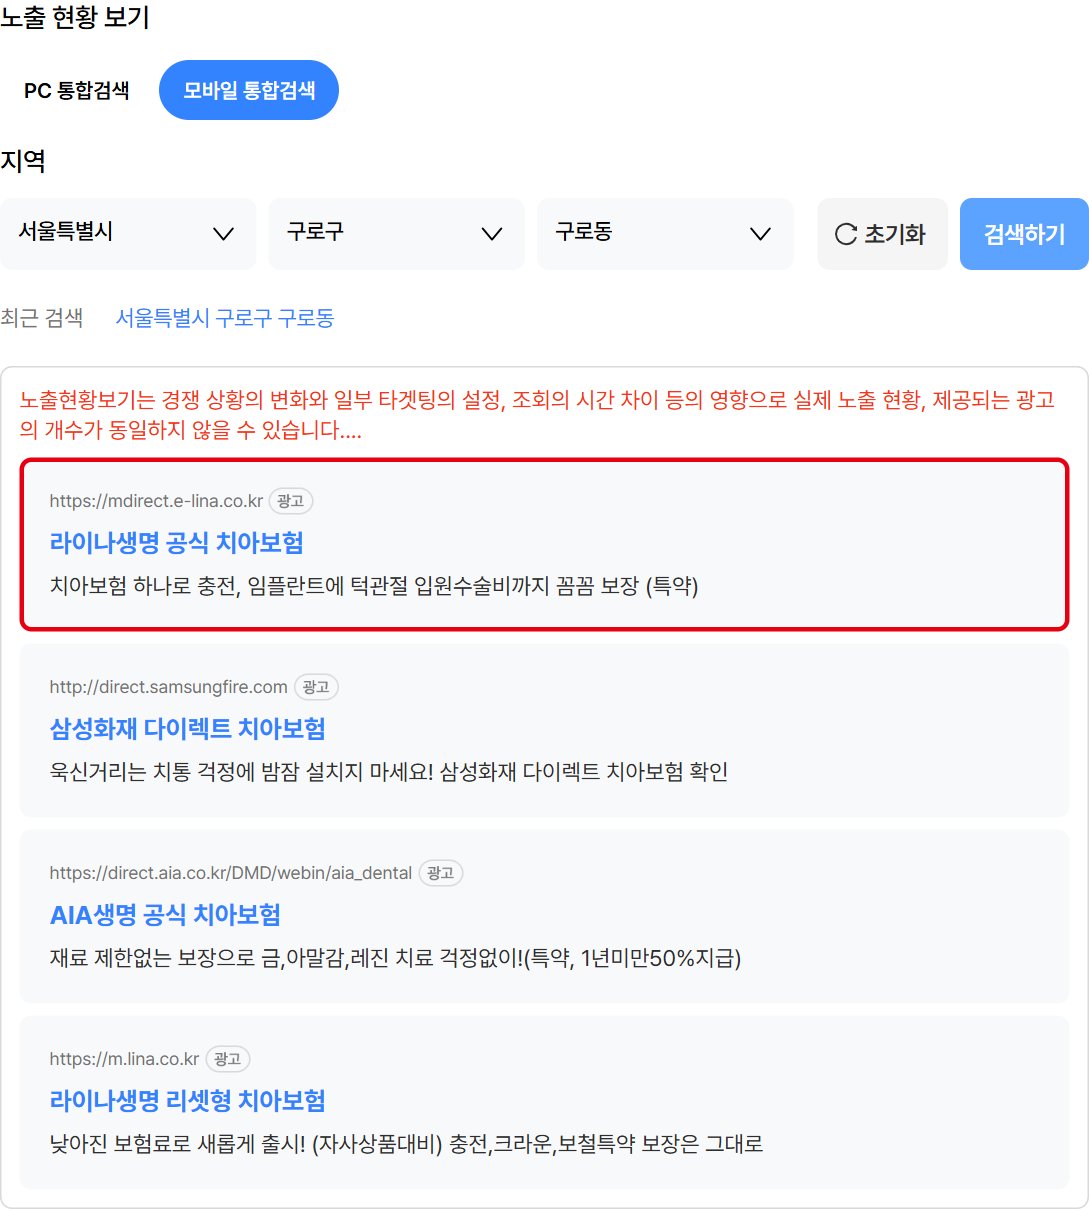 노출 현황 보기
PC 통합검색
모바일 통합검색
지역
서울특별시
구로구
구로동
초기화
검색하기
최근 검색
서울특별시 구로구 구로동
노출현황보기는 경쟁 상황의 변화와 일부 타겟팅의 설정, 조회의 시간 차이 등의 영향으로 실제 노출 현황, 제공되는 광고
의 개수가 동일하지 않을 수 있습니다....
https://mdirect.e-lina.co.kr 광고
라이나생명 공식 치아보험
치아보험 하나로 충전, 임플란트에 턱관절 입원수술비까지 꼼꼼 보장 (특약)
http://direct.samsungfire.com 광고
삼성화재 다이렉트 치아보험
욱신거리는 치통 걱정에 밤잠 설치지 마세요! 삼성화재 다이렉트 치아보험 확인
https://direct.aia.co.kr/DMD/webin/aia_dental 광고
AIA생명 공식 치아보험
재료 제한없는 보장으로 금,아말감,레진 치료 걱정없이!(특약, 1년미만50%지급)
https://m.lina.co.kr 광고
라이나생명 리셋형 치아보험
낮아진 보험료로 새롭게 출시! (자사상품대비) 충전,크라운,보철특약 보장은 그대로